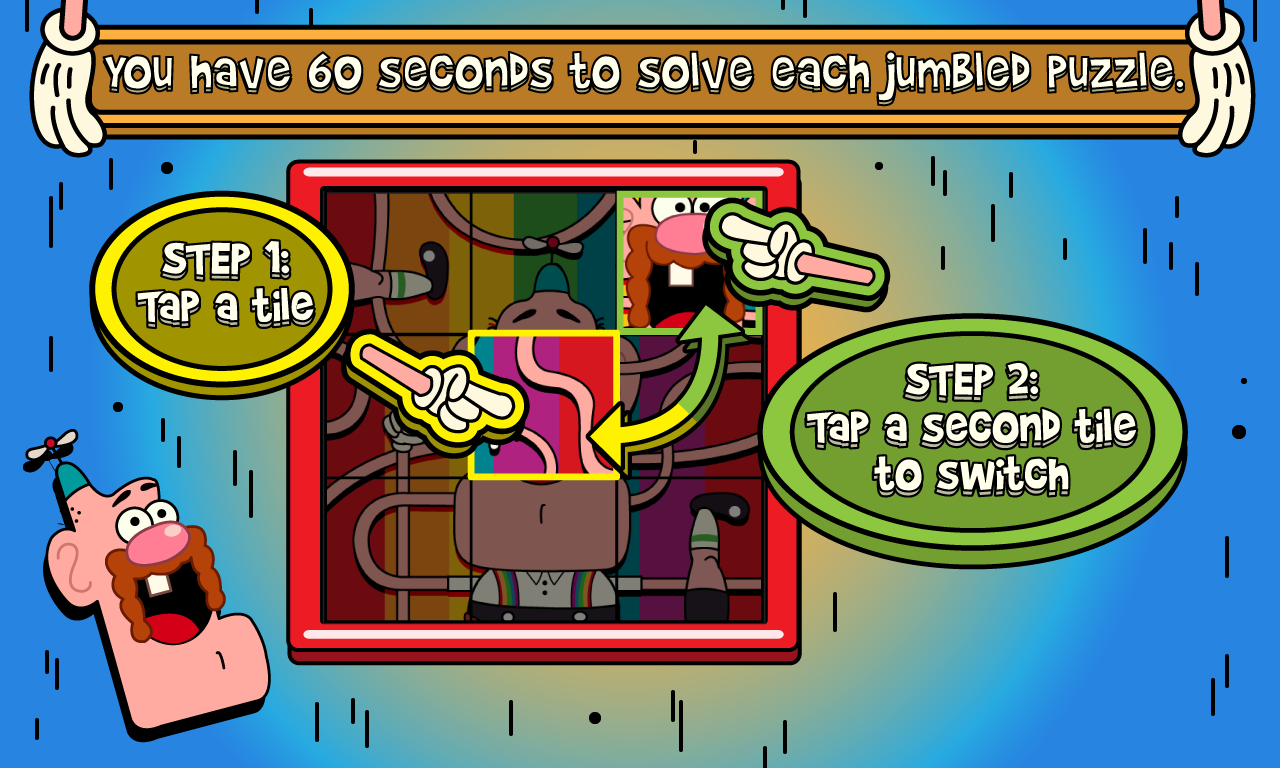 You have 60 seconds to solve each jumbled puzzle.
STEP 1:
Tap a tile
STEP 2:
Tap a second tile
to switch